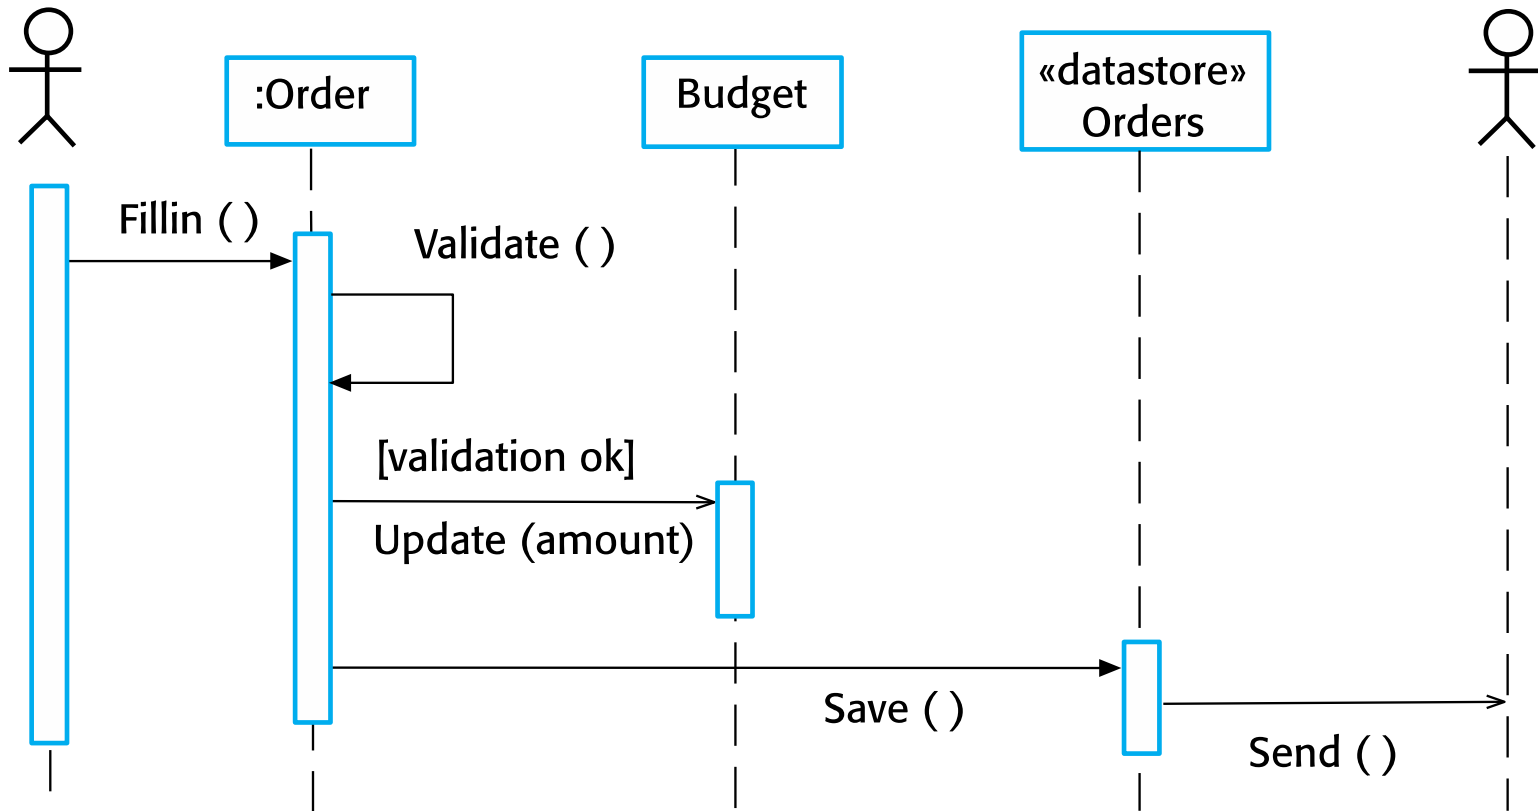 :Order
Budget
«datastore»
Orders
Fillin ( )
Validate ( )
[validation ok]
Update (amount)
Save ( )
Send ( )